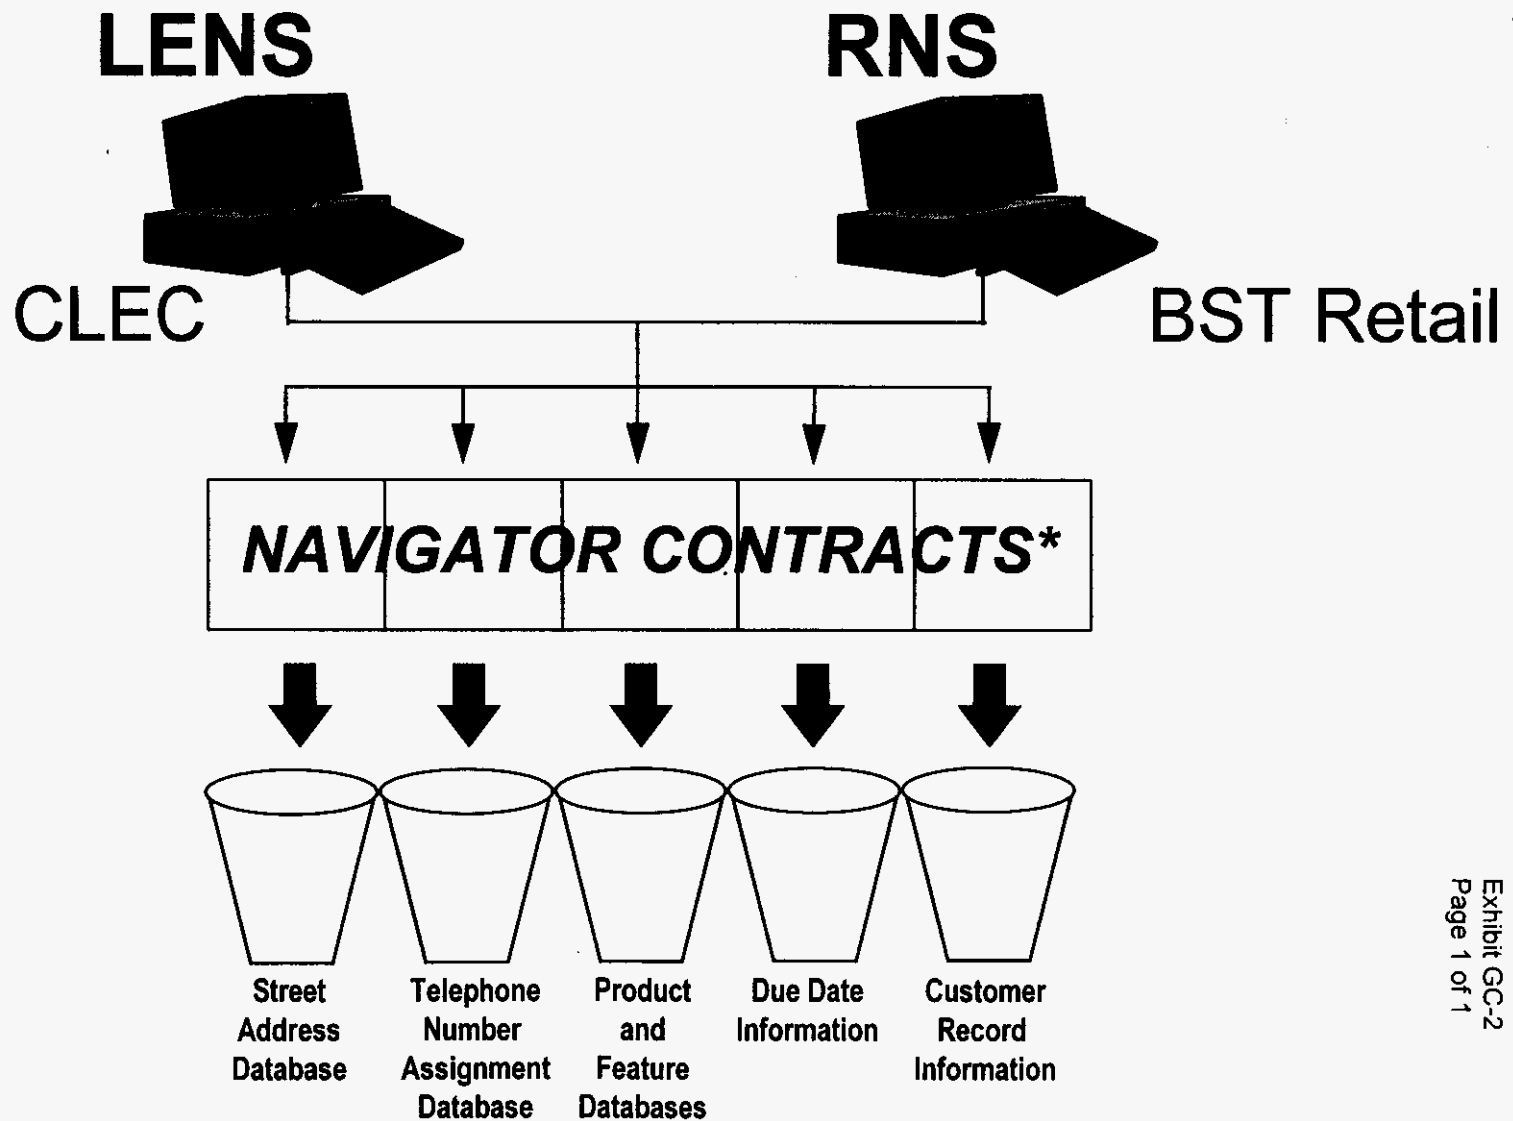 LENS
RNS
CLEC
BST Retail
NAVIGATOR CONTRACTS*
Street
Address
Database
Telephone
Number
Assignment
Database
Product
and
Feature
Databases
Due Date
Information
Customer
Record
Information
Exhibit GC-2
Page 1 of 1